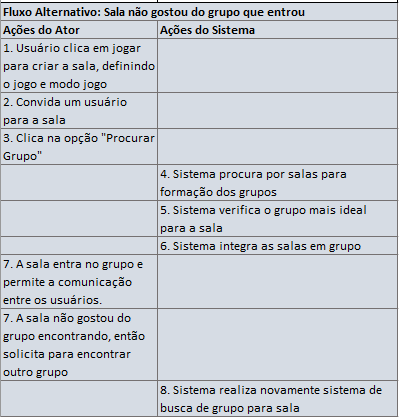 Fluxo Alternativo: Sala não gostou do grupo que entrou
Ações do Ator
Ações do Sistema
1. Usuário clica em jogar
para criar a sala, definindo
o jogo e modo jogo
2. Convida um usuário
para a sala
3. Clica na opção "Procurar
Grupo"
4. Sistema procura por salas para
formação dos grupos
5. Sistema verifica o grupo mais ideal
para a sala
6. Sistema integra as salas em grupo
7. A sala entra no grupo e
permite a comunicação
entre os usuários.
7. A sala não gostou do
grupo encontrando, então
solicita para encontrar
outro grupo
8. Sistema realiza novamente sistema de
busca de grupo para sala